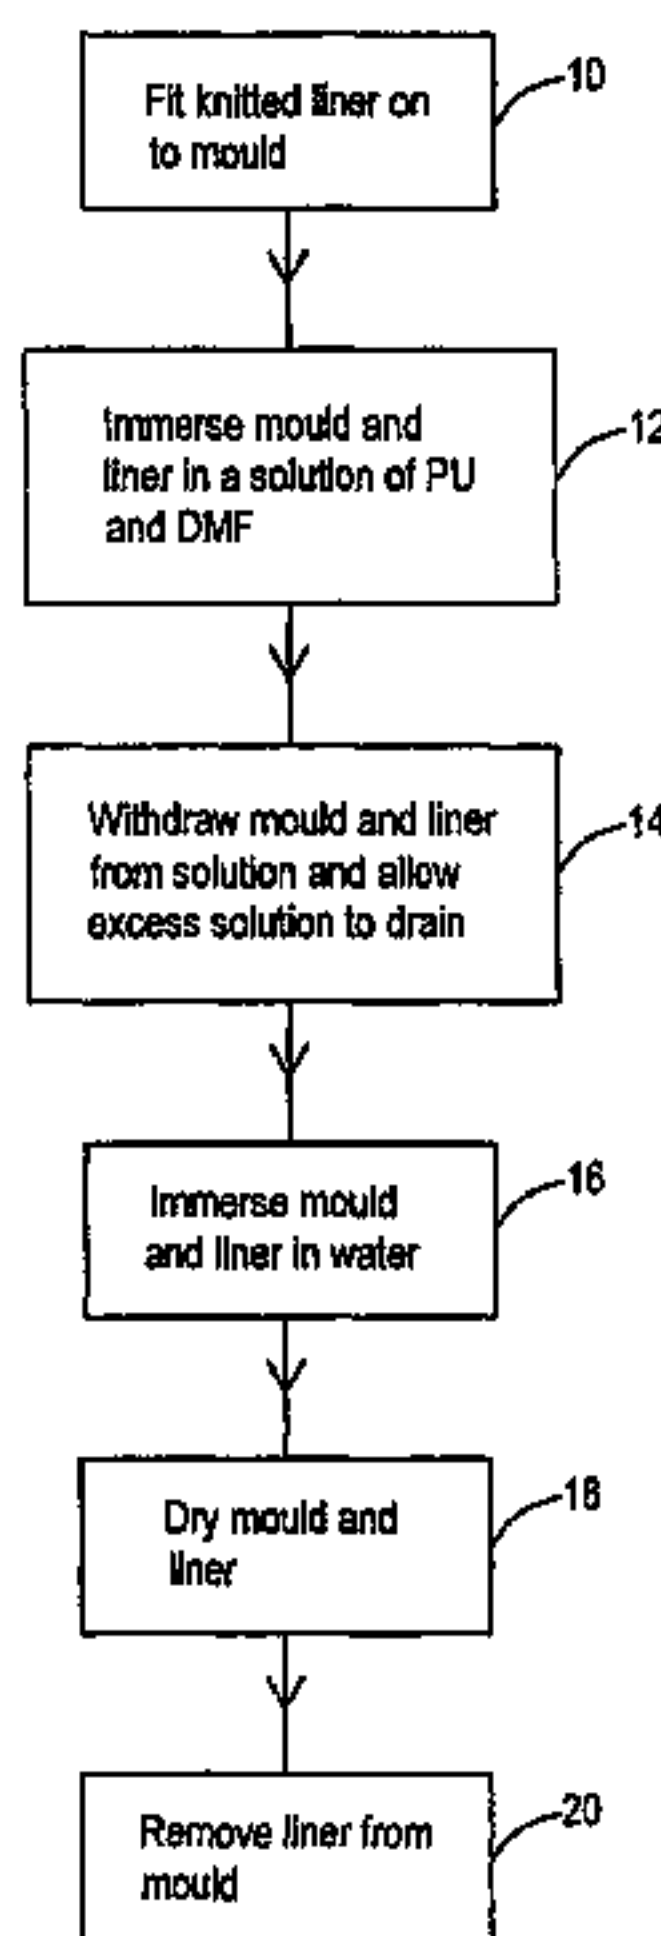 Fit knitted liner on
to mould
10
Immerse mould and
liner in a solution of PU
and DMF
12
Withdraw mould and liner
from solution and allow
excess solution to drain
14
Immerse mould
and liner in water
16
Dry mould and
liner
18
Remove liner from
mould
20